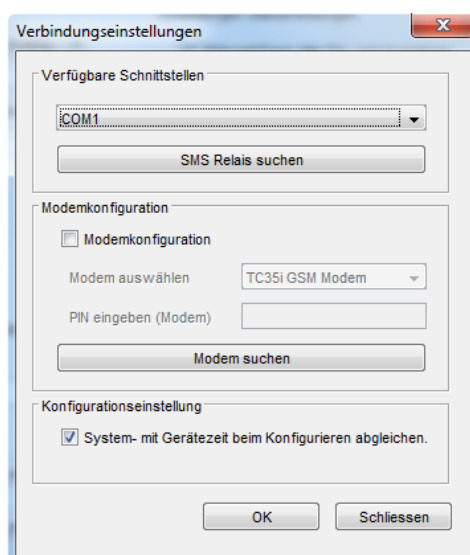 Verbindungseinstellungen
Verfügbare Schnittstellen
COM1
SMS Relais suchen
Modemkonfiguration
Modemkonfiguration
Modem auswählen
TC35i GSM Modem
PIN eingeben (Modem)
Modem suchen
Konfigurationseinstellung
System- mit Gerätezeit beim Konfigurieren abgleichen.
OK
Schliessen